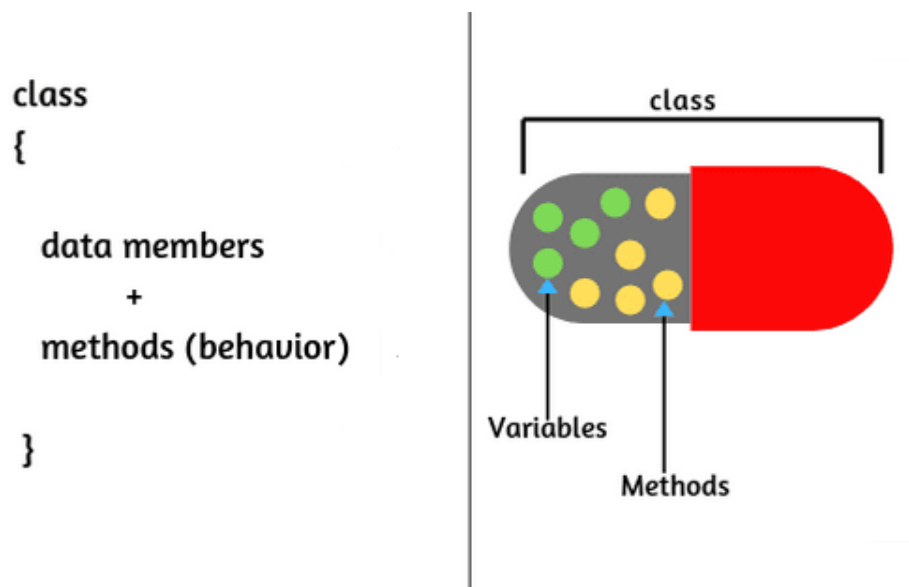 class
{
data members
+
methods (behavior)
}
class
Variables
Methods